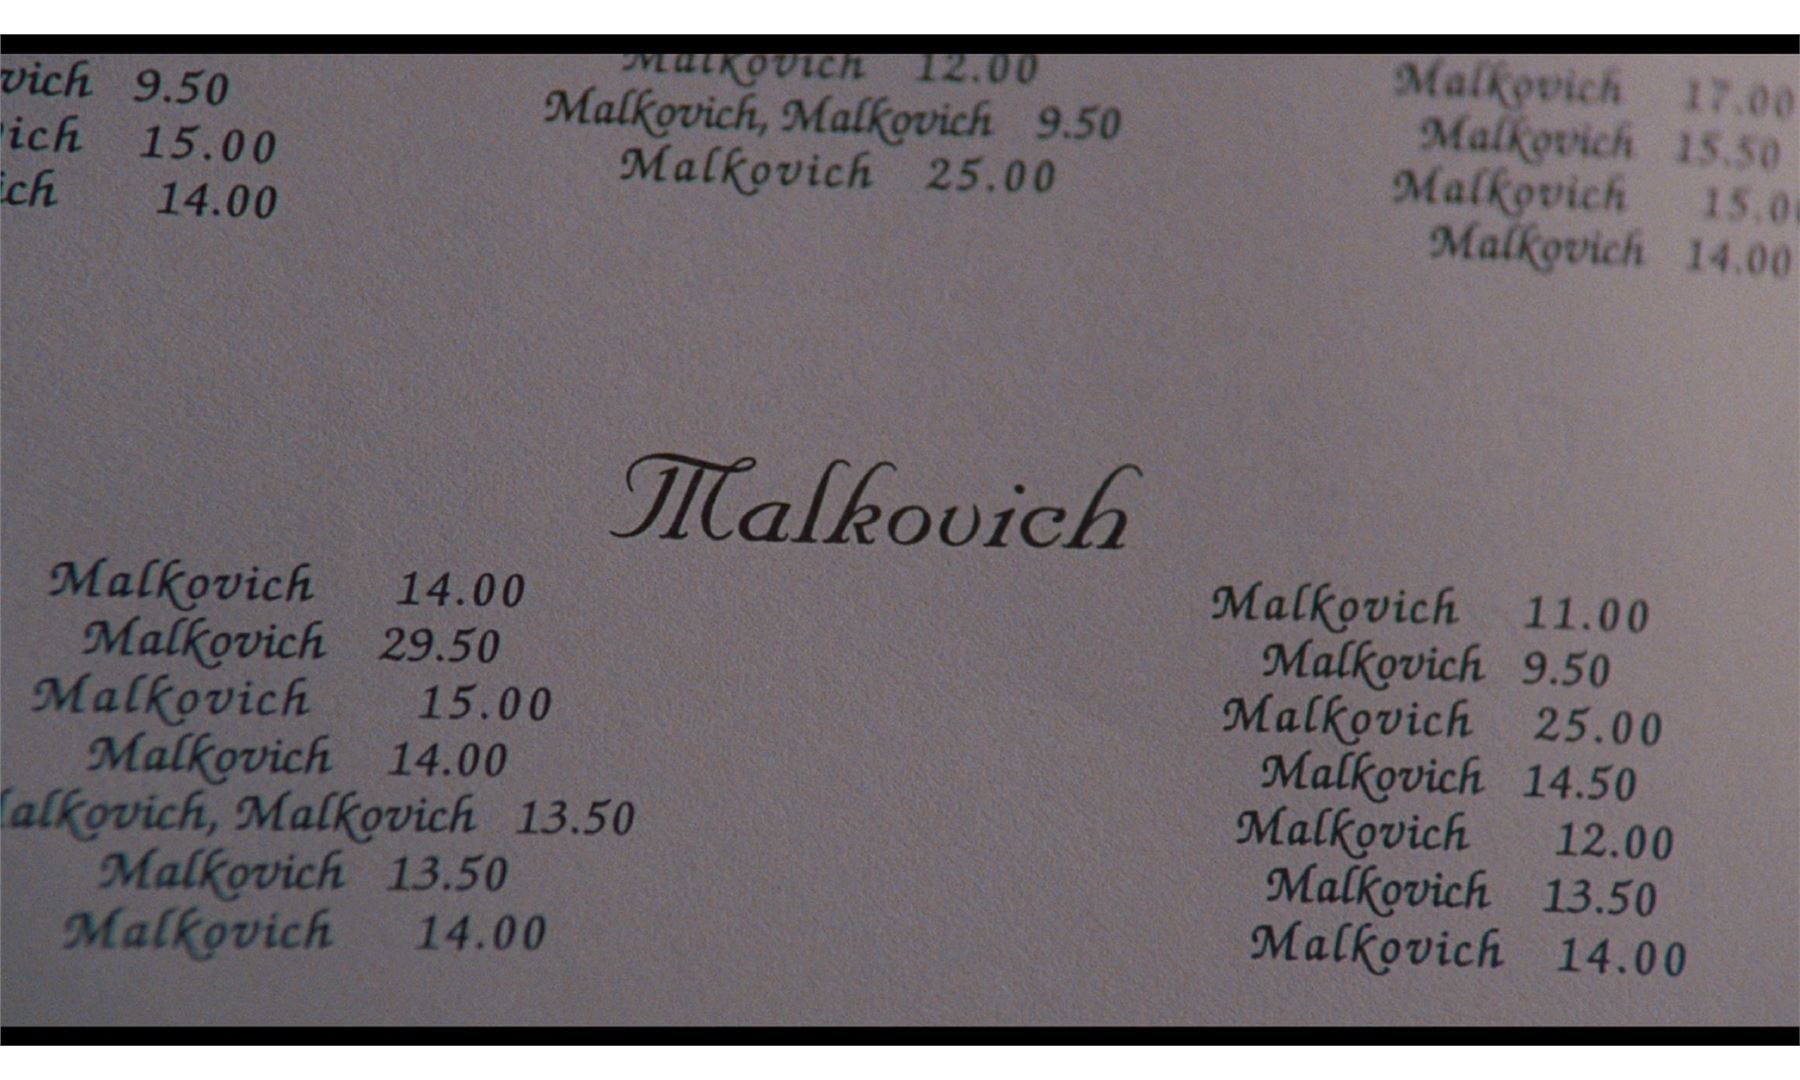 vich 9.50
ich 15.00
ich 14.00
Malkovich 12.00
Malkovich, Malkovich 9.50
Malkovich 25.00
Malkovich 17.00
Malkovich 15.50
Malkovich 15.00
Malkovich 14.00
Malkovich
Malkovich 14.00
Malkovich 29.50
Malkovich 15.00
Malkovich 14.00
alkovich, Malkovich 13.50
Malkovich 13.50
Malkovich 14.00
Malkovich 11.00
Malkovich 9.50
Malkovich 25.00
Malkovich 14.50
Malkovich 12.00
Malkovich 13.50
Malkovich 14.00